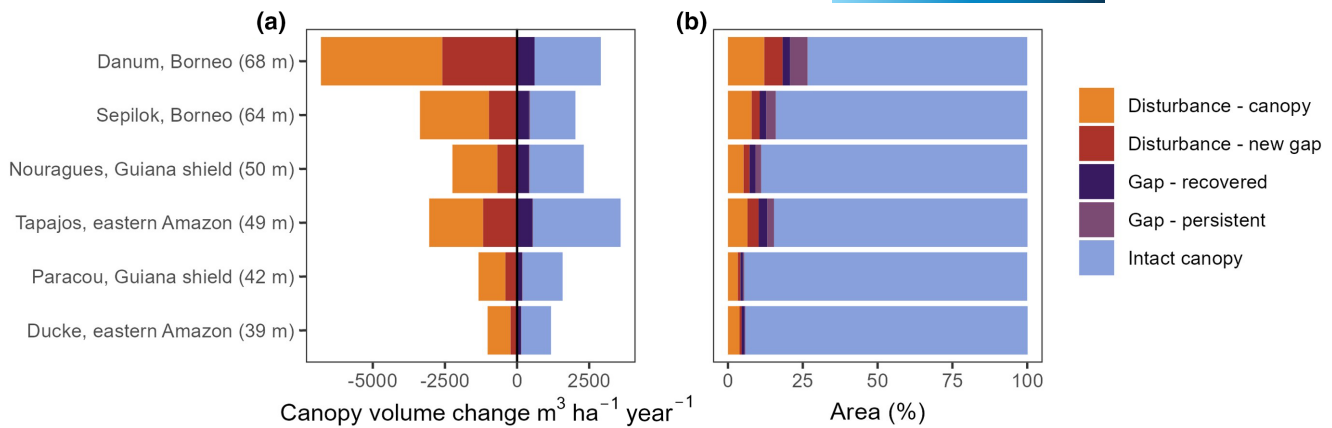 (a)
(b)
Danum, Borneo (68 m)
Sepilok, Borneo (64 m)
Nouragues, Guiana shield (50 m)
Tapajos, eastern Amazon (49 m)
Paracou, Guiana shield (42 m)
Ducke, eastern Amazon (39 m)
-5000 -2500 0 2500
Canopy volume change m³ ha⁻¹ year⁻¹
0 25 50 75 100
Area (%)
Disturbance - canopy
Disturbance - new gap
Gap - recovered
Gap - persistent
Intact canopy